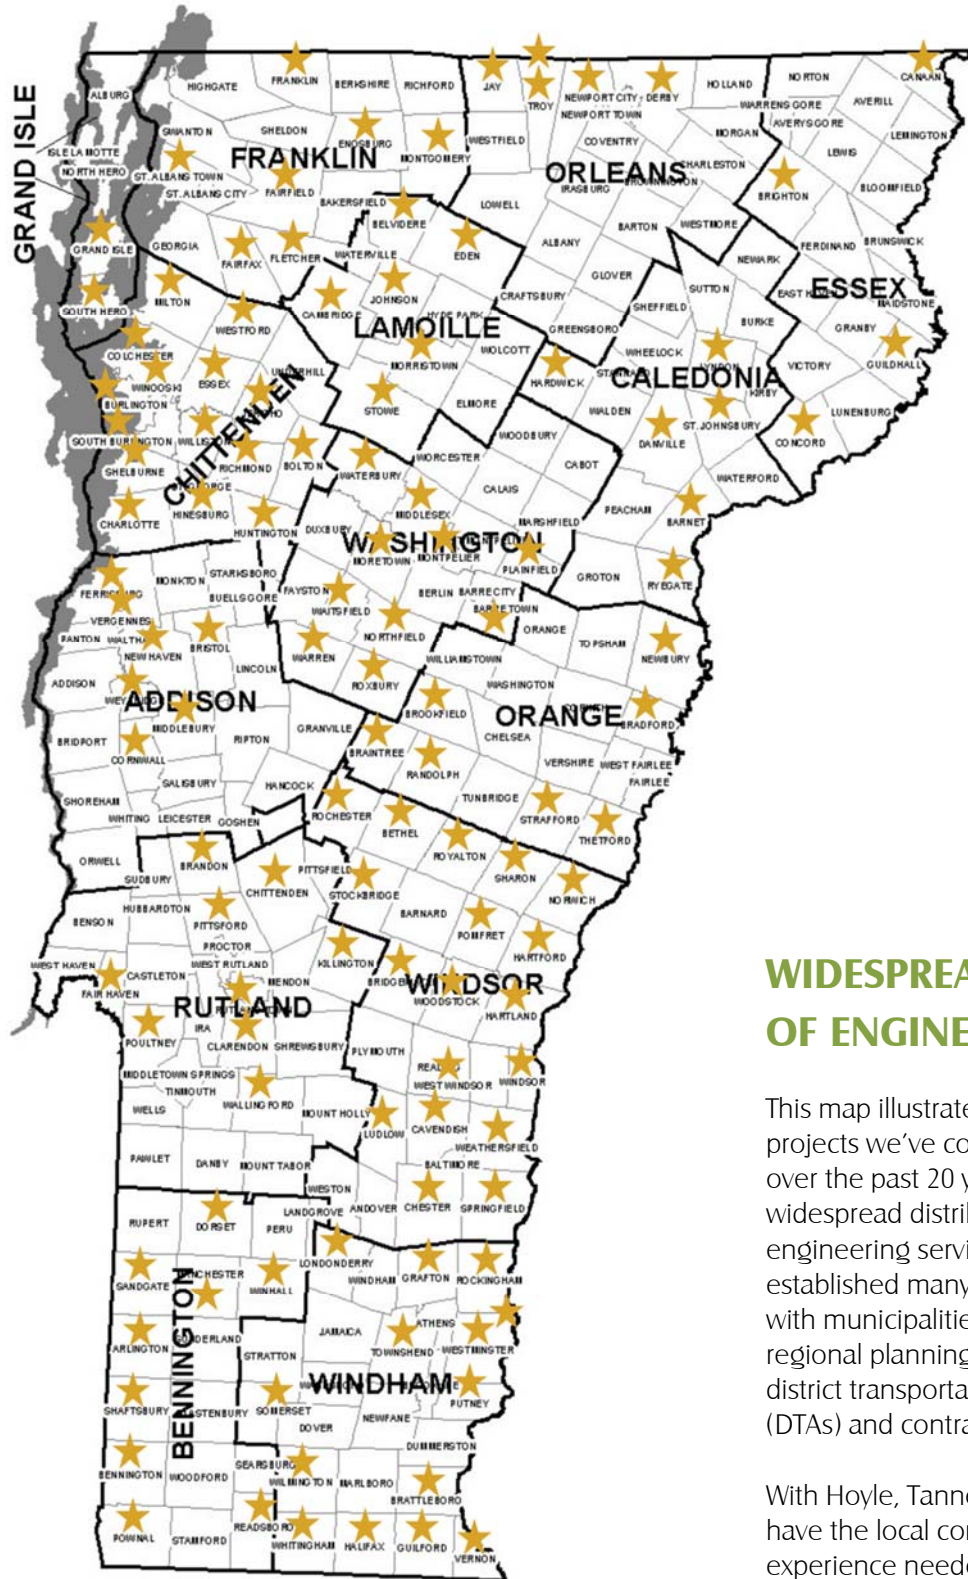 GRAND ISLE
ALBURG
HIGHGATE
FRANKLIN
BERKSHIRE
RICHFORD
JAY
TROY
NEWPORT CITY
DERBY
HOLLAND
NORTON
CANAAN
NEWPORT TOWN
WARRENS GORE
AVERILL
SWANTON
SHELDON
ENOSBURG
MONTGOMERY
WESTFIELD
COVENTRY
MORGAN
AVERYS GORE
LEMINGTON
LEWIS
ISLE LA MOTTE
NORTH HERO
ST. ALBANS TOWN
FRANKLIN
ORLEANS
CHARLESTON
ST. ALBANS CITY
FAIRFIELD
IRASBURG
BROWNINGTON
BRIGHTON
BLOOMFIELD
BAKERSFIELD
BELVIDERE
LOWELL
BARTON
WESTMORE
GRAND ISLE
GEORGIA
FAIRFAX
FLETCHER
WATERVILLE
EDEN
ALBANY
NEWARK
FERDINAND
BRUNSWICK
GLOVER
SUTTON
ESSEX
SOUTH HERO
MILTON
CAMBRIDGE
JOHNSON
HYDE PARK
CRAFTSBURY
SHEFFIELD
MAIDSTONE
WESTFORD
LAMOILLE
GREENSBORO
BURKE
GRANBY
COLCHESTER
MORRISTOWN
WOLCOTT
WHEELOCK
LYNDON
VICTORY
GUILDHALL
WINOOSKI
ESSEX
UNDERHILL
HARDWICK
CALEDONIA
KIRBY
BURLINGTON
CHITTENDEN
STOWE
ELMORE
WALDEN
LUNENBURG
SOUTH BURLINGTON
WILLISTON
DANVILLE
ST. JOHNSBURY
CONCORD
WOODBURY
SHELBURNE
RICHMOND
BOLTON
WATERBURY
WORCESTER
CABOT
WATERFORD
CALAIS
HINESBURG
MIDDLESEX
PEACHAM
BARNET
CHARLOTTE
HUNTINGTON
DUXBURY
MARSHFIELD
WASHINGTON
MORETOWN
MONTPELIER
PLAINFIELD
GROTON
RYEGATE
MONKTON
STARKSBORO
BUELS GORE
FAYSTON
BERLIN
BARRE CITY
WAITSFIELD
BARRE TOWN
VERGENNES
NORTHFIELD
ORANGE
TOPSHAM
PANTON
NEW HAVEN
BRISTOL
WARREN
WILLIAMSTOWN
NEWBURY
LINCOLN
ADDISON
ROXBURY
WASHINGTON
ADDISON
BROOKFIELD
ORANGE
BRADFORD
MIDDLEBURY
GRANVILLE
CHELSEA
BRIDPORT
RIPTON
BRAINTREE
CORNWALL
RANDOLPH
VERSHIRE
WEST FAIRLEE
FAIRLEE
SALISBURY
HANCOCK
TUNBRIDGE
SHOREHAM
ROCHESTER
STRAFFORD
WHITING
LEICESTER
GOSHEN
BETHEL
THETFORD
ORWELL
BRANDON
PITTSFIELD
ROYALTON
SUDBURY
CHITTENDEN
STOCKBRIDGE
SHARON
NORWICH
HUBBARDTON
BARNARD
BENSON
PITTSFORD
POMFRET
PROCTOR
HARTFORD
WEST HAVEN
WEST RUTLAND
KILLINGTON
CASTLETON
MENDON
WINDSOR
FAIR HAVEN
WOODSTOCK
RUTLAND
HARTLAND
IRA
POULTNEY
CLARENDON
SHREWSBURY
PLYMOUTH
MIDDLETOWN SPRINGS
WEST WINDSOR
WINDSOR
TINMOUTH
WELLS
WALLINGFORD
MOUNT HOLLY
LUDLOW
CAVENDISH
WEATHERSFIELD
PAWLET
DANBY
MOUNT TABOR
BALTIMORE
WESTON
ANDOVER
CHESTER
SPRINGFIELD
LANDGROVE
RUPERT
DORSET
PERU
LONDONDERRY
SANDGATE
WINHALL
WINDHAM
GRAFTON
ROCKINGHAM
BENNINGTON
JAMAICA
ATHENS
ARLINGTON
TOWNSHEND
WESTMINSTER
STRATTON
WINDHAM
SHAFTSBURY
SOMERSET
PUTNEY
DOVER
NEWFANE
DUMMERSTON
SEARSBURG
BENNINGTON
WOODFORD
WILMINGTON
MARLBORO
BRATTLEBORO
READSBORO
POWNAL
STAMFORD
WHITINGHAM
HALIFAX
GUILFORD
VERNON
WIDESPREA
OF ENGINE
This map illustrate
projects we've co
over the past 20 y
widespread distri
engineering servi
established many
with municipalitie
regional planning
district transporta
(DTAs) and contra
With Hoyle, Tanne
have the local con
experience neede